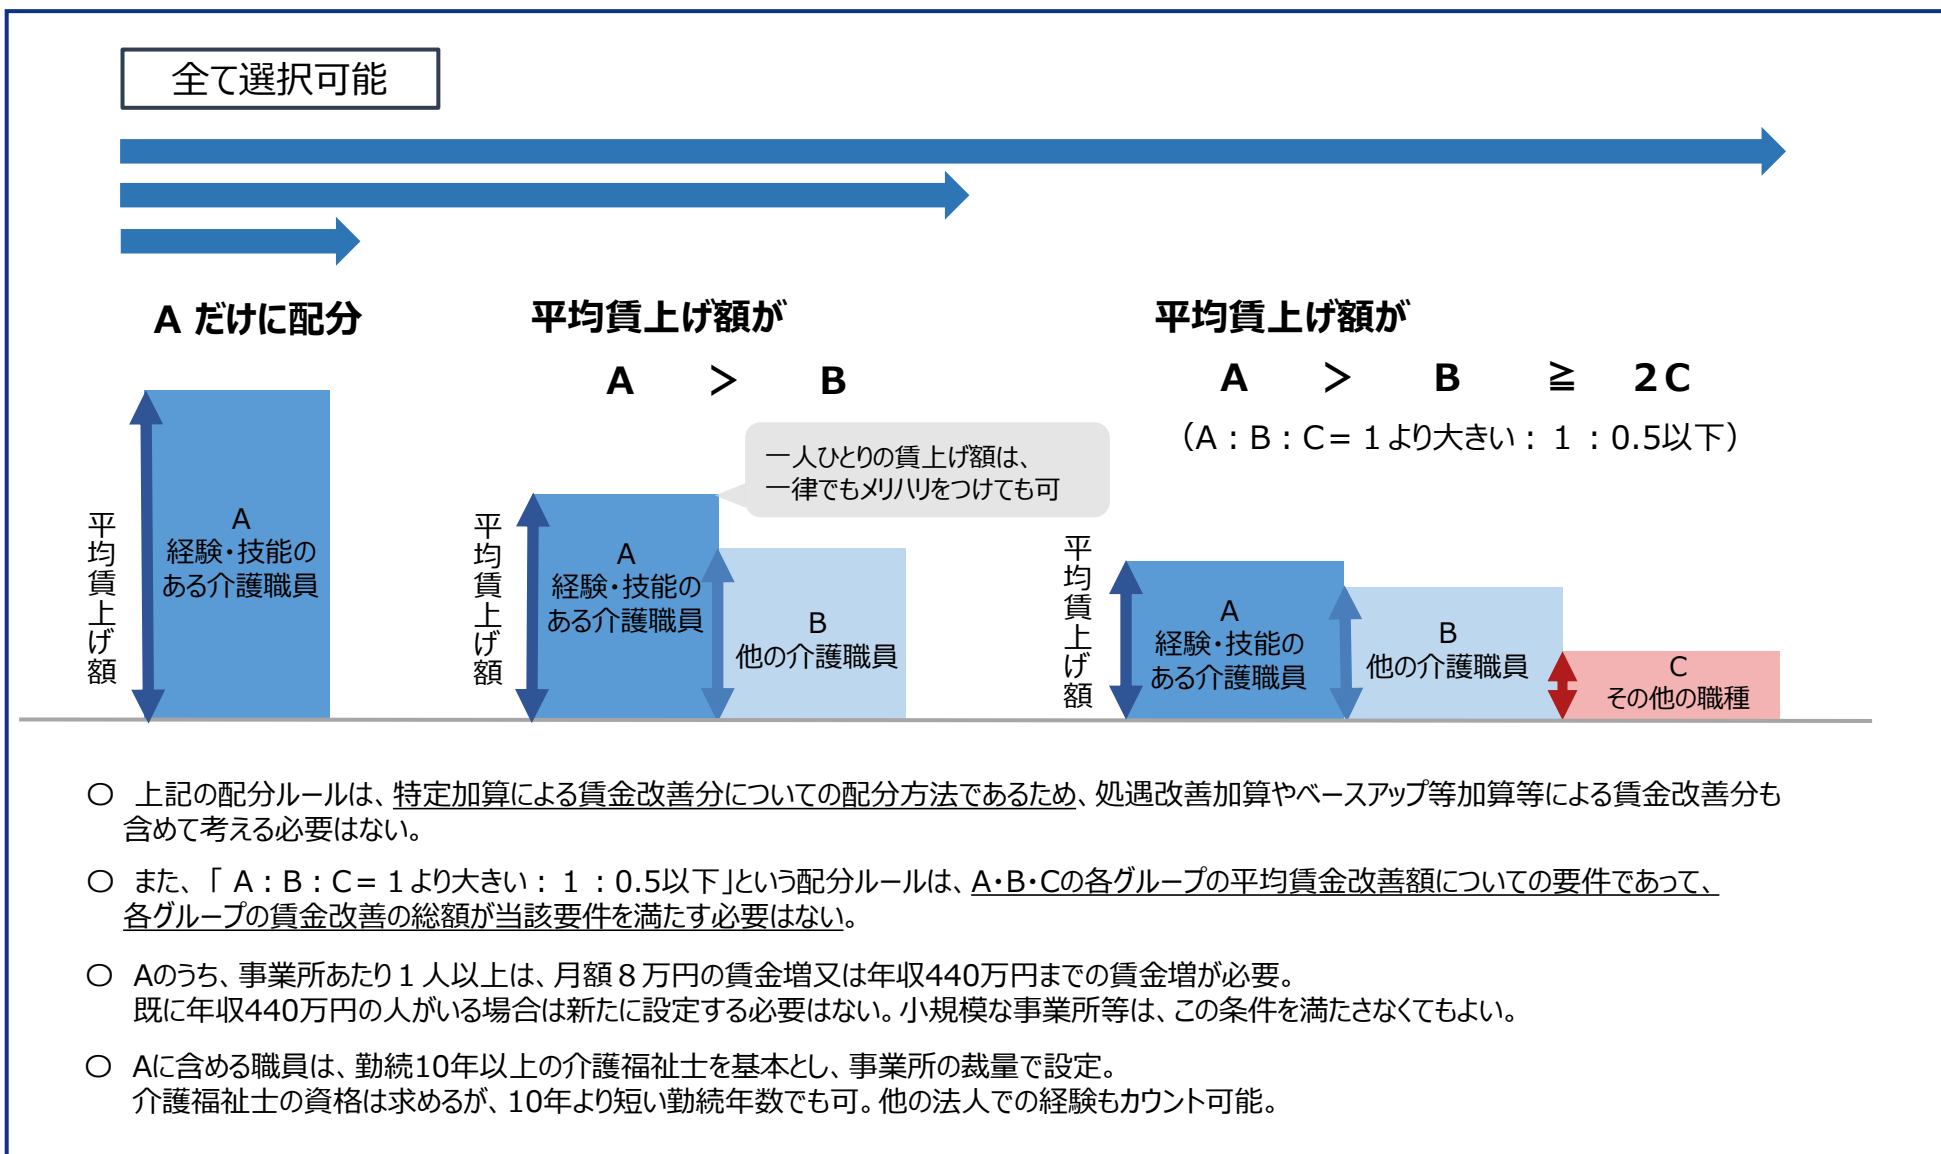 全て選択可能
A だけに配分
平均賃上げ額が
A ＞ B
平均賃上げ額が
A ＞ B ≧ 2C
（A：B：C=１より大きい：１：0.5以下）
一人ひとりの賃上げ額は、
一律でもメリハリをつけても可
平均賃上げ額
A
経験・技能の
ある介護職員
平均賃上げ額
A
経験・技能の
ある介護職員
B
他の介護職員
平均賃上げ額
A
経験・技能の
ある介護職員
B
他の介護職員
C
その他の職種
○ 上記の配分ルールは、特定加算による賃金改善分についての配分方法であるため、処遇改善加算やベースアップ等加算等による賃金改善分も
含めて考える必要はない。
○ また、「A：B：C=１より大きい：１：0.5以下」という配分ルールは、A・B・Cの各グループの平均賃金改善額についての要件であって、
各グループの賃金改善の総額が当該要件を満たす必要はない。
○ Aのうち、事業所あたり１人以上は、月額８万円の賃金増又は年収440万円までの賃金増が必要。
既に年収440万円の人がいる場合は新たに設定する必要はない。小規模な事業所等は、この条件を満たさなくてもよい。
○ Aに含める職員は、勤続10年以上の介護福祉士を基本とし、事業所の裁量で設定。
介護福祉士の資格は求めるが、10年より短い勤続年数でも可。他の法人での経験もカウント可能。